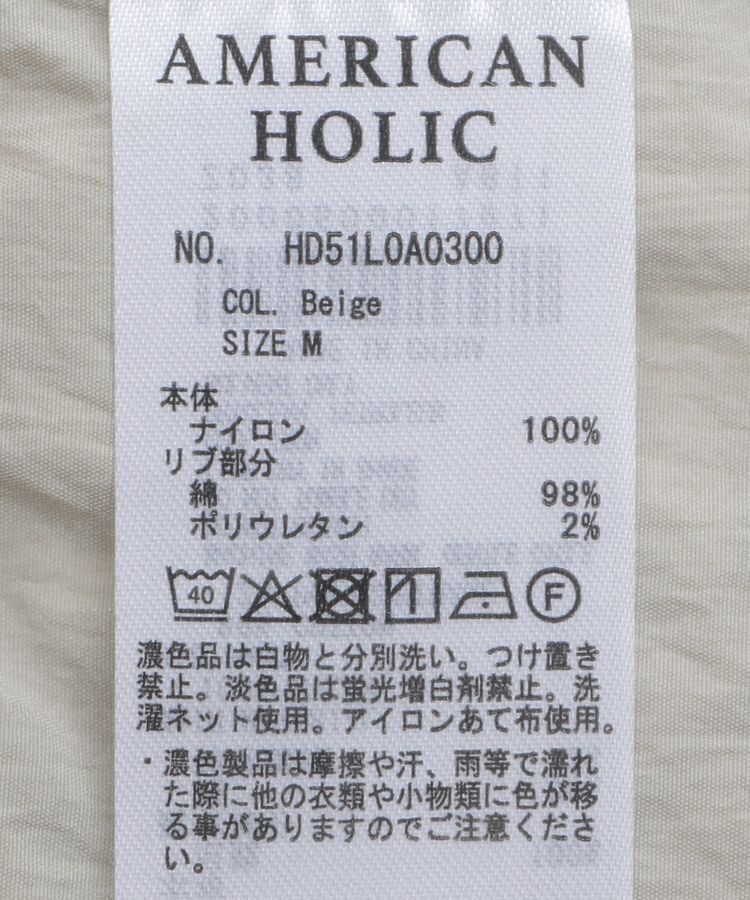 AMERICAN
HOLIC
NO. HD51L0A0300
COL. Beige
SIZE M
本体
ナイロン 100%
リブ部分
綿 98%
ポリウレタン 2%
40 F
濃色品は白物と分別洗い。つけ置き
禁止。淡色品は蛍光増白剤禁止。洗
濯ネット使用。アイロンあて布使用。
・濃色製品は摩擦や汗、雨等で濡れ
た際に他の衣類や小物類に色が移
る事がありますのでご注意くださ
い。